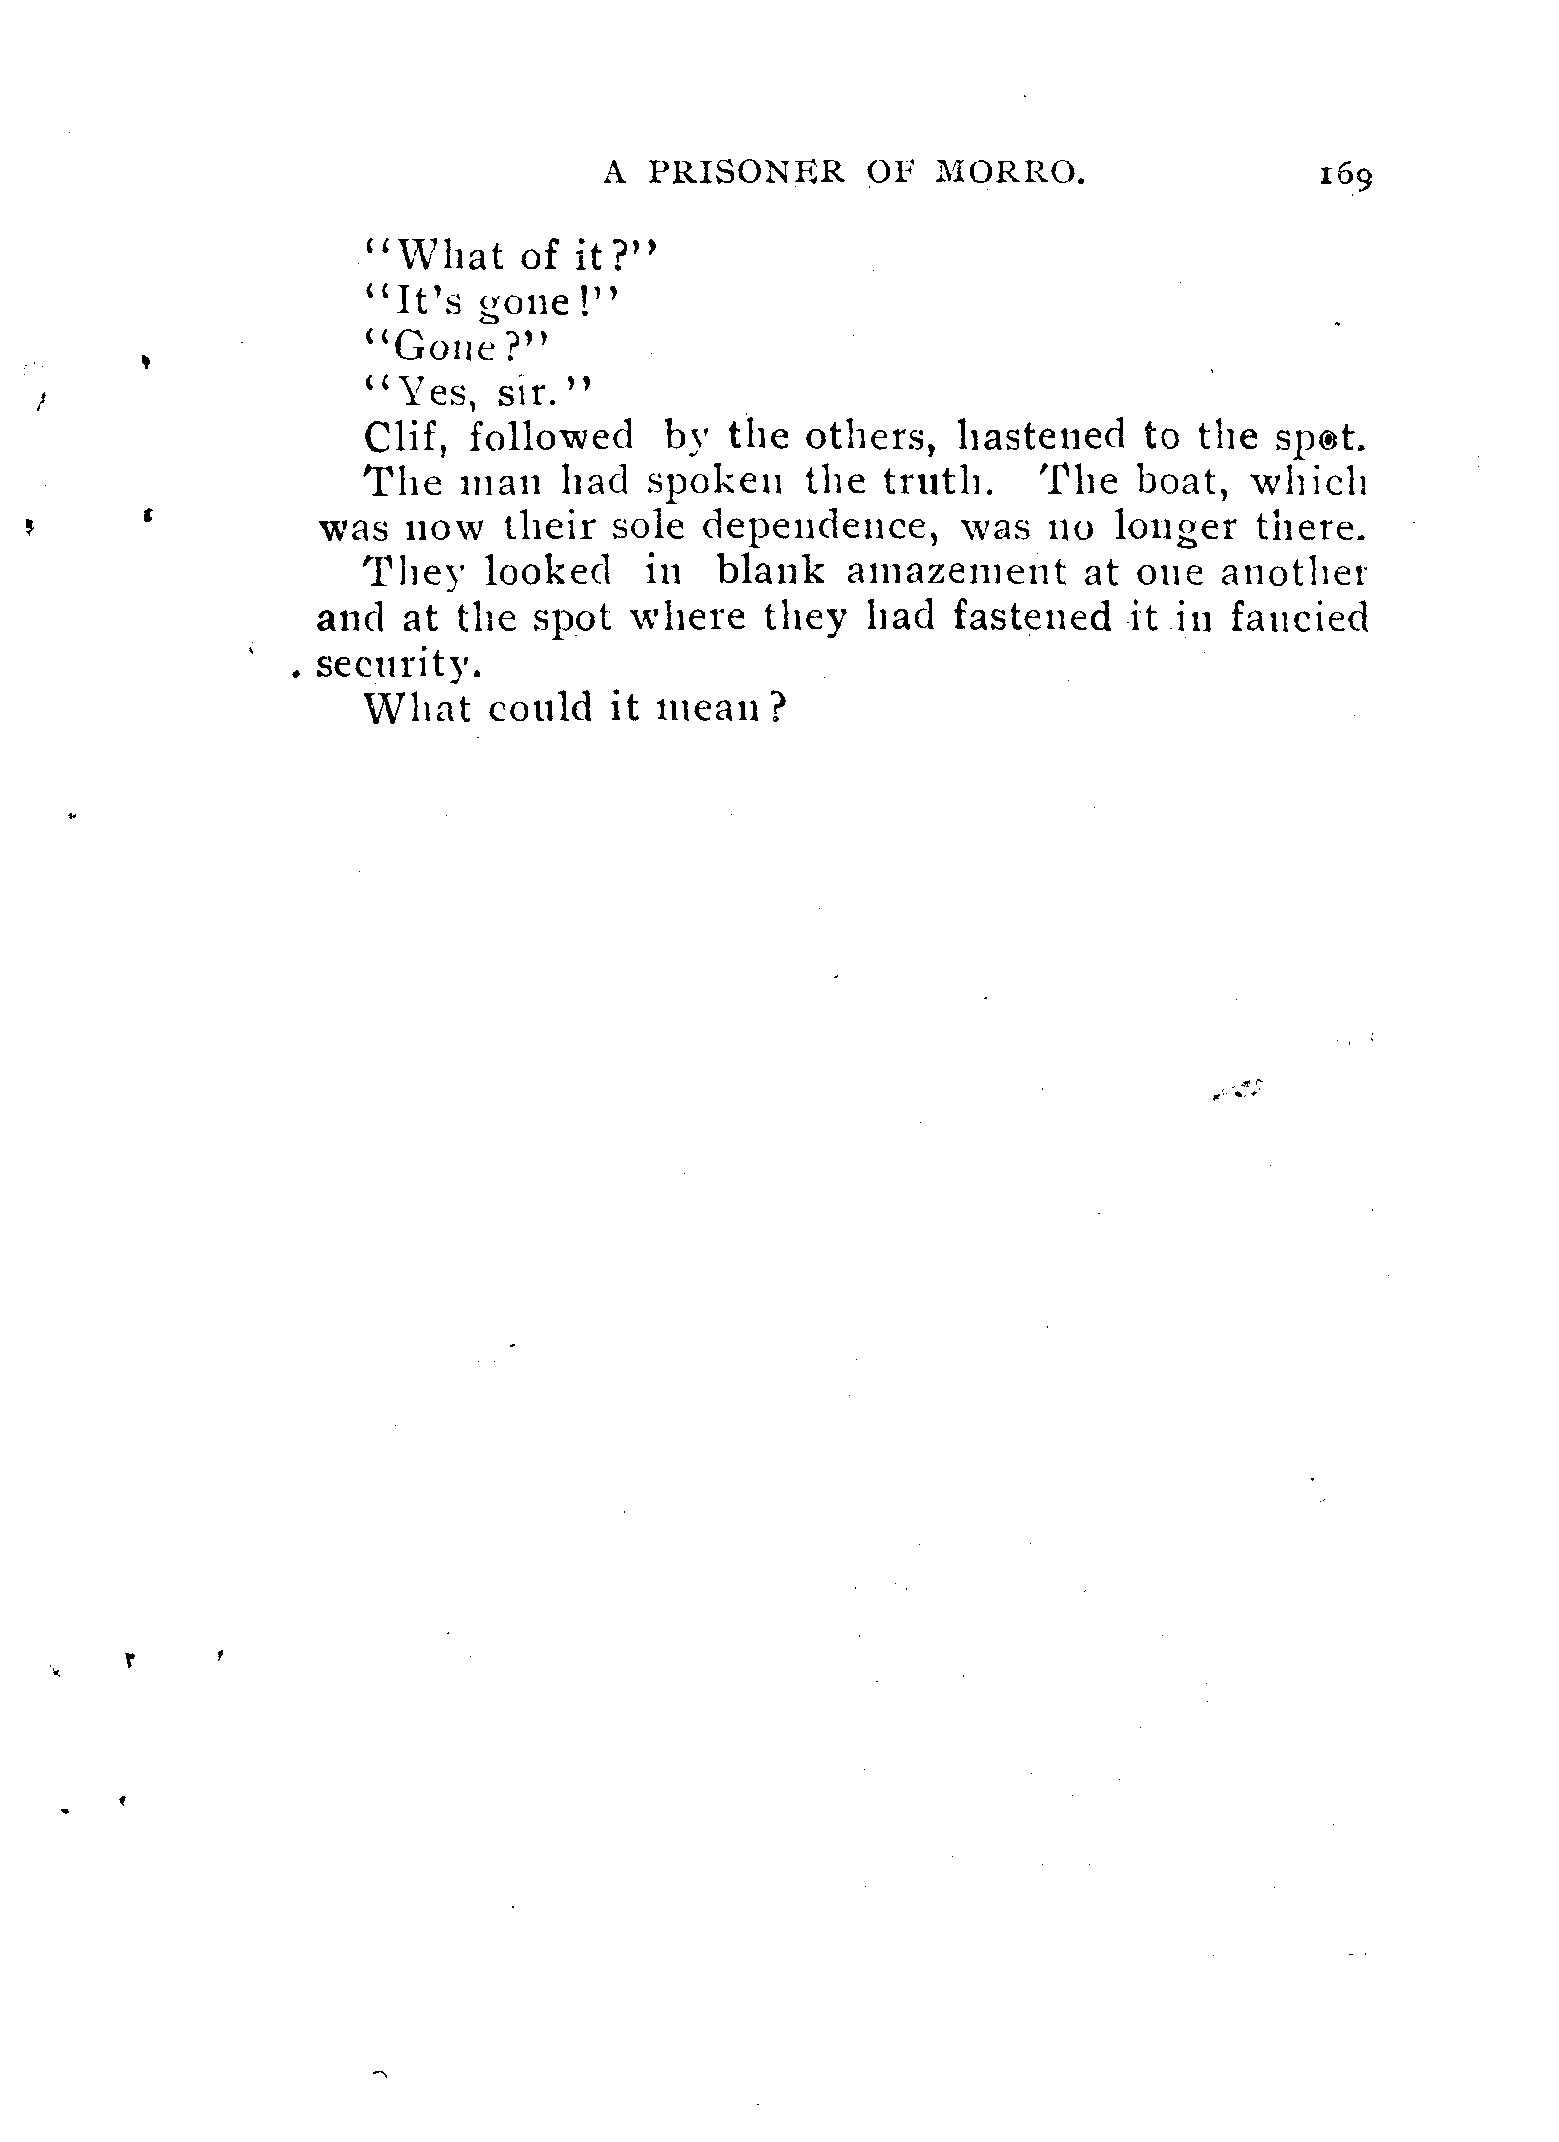 A PRISONER OF MORRO. 169
"What of it?"
"It's gone!"
"Gone?"
"Yes, sir."
Clif, followed by the others, hastened to the spot.
The man had spoken the truth. The boat, which
was now their sole dependence, was no longer there.
They looked in blank amazement at one another
and at the spot where they had fastened it in fancied
security.
What could it mean?